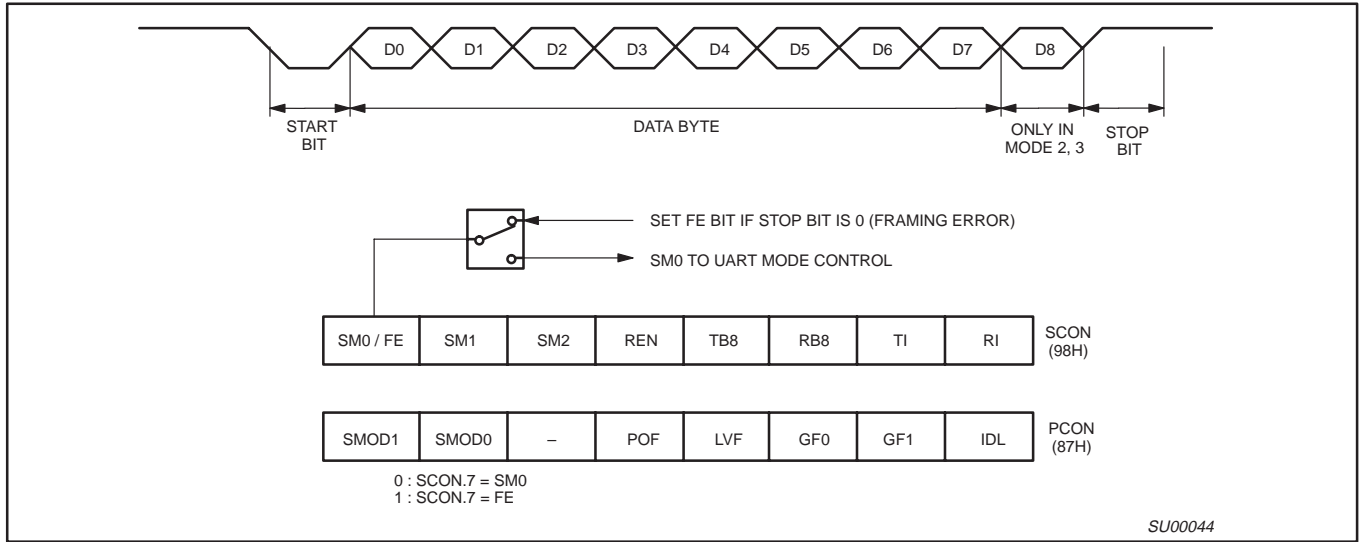 D0 D1 D2 D3 D4 D5 D6 D7 D8
START
BIT
DATA BYTE
ONLY IN
MODE 2, 3
STOP
BIT
SET FE BIT IF STOP BIT IS 0 (FRAMING ERROR)
SM0 TO UART MODE CONTROL
SM0 / FE SM1 SM2 REN TB8 RB8 TI RI
SCON
(98H)
SMOD1 SMOD0 – POF LVF GF0 GF1 IDL
PCON
(87H)
0 : SCON.7 = SM0
1 : SCON.7 = FE
SU00044